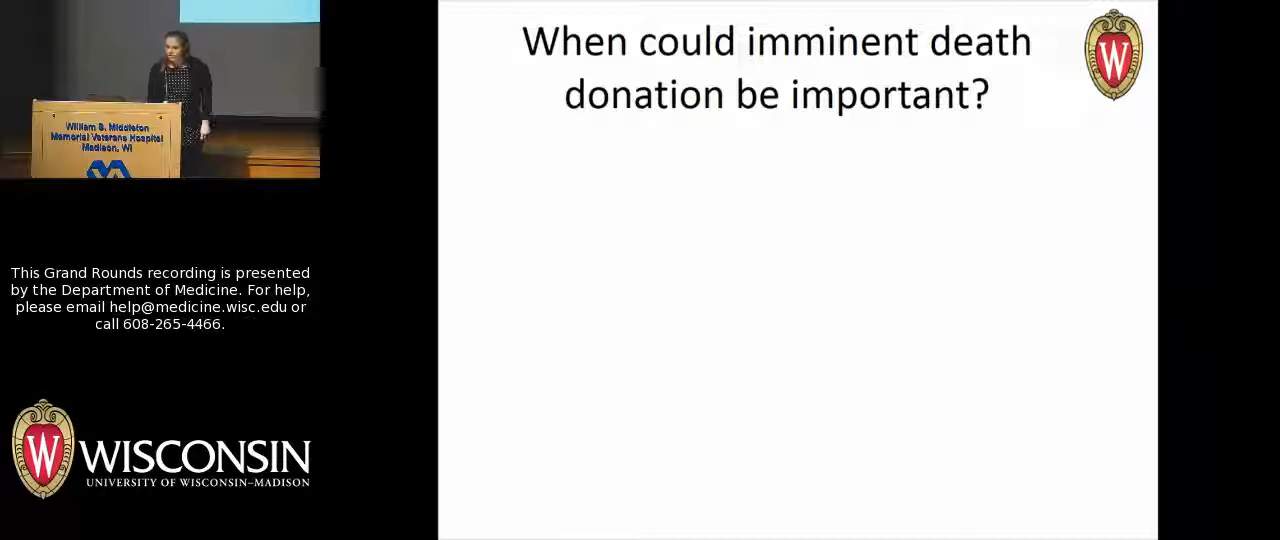 William S. Middleton
Memorial Veterans Hospital
Madison, WI
This Grand Rounds recording is presented
by the Department of Medicine. For help,
please email help@medicine.wisc.edu or
call 608-265-4466.
W WISCONSIN
UNIVERSITY OF WISCONSIN–MADISON
When could imminent death
donation be important?
W